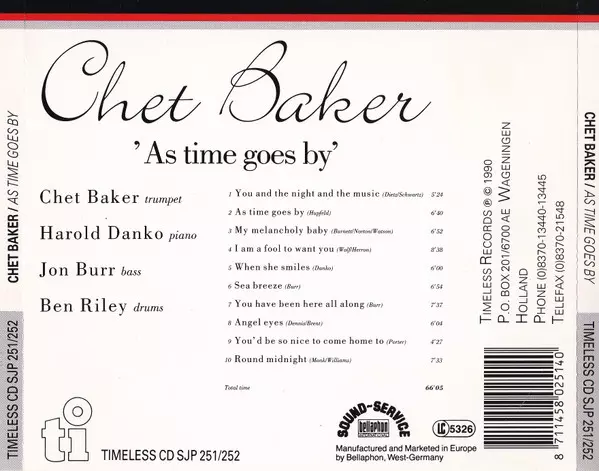 Chet Baker
'As time goes by'
Chet Baker trumpet
Harold Danko piano
Jon Burr bass
Ben Riley drums
1 You and the night and the music (Dietz/Schwartz) 5'24
2 As time goes by (Hupfeld) 6'40
3 My melancholy baby (Burnett/Norton/Watson) 6'52
4 I am a fool to want you (Wolf/Herron) 8'38
5 When she smiles (Danko) 6'00
6 Sea breeze (Burr) 6'54
7 You have been here all along (Burr) 7'37
8 Angel eyes (Dennis/Brent) 6'04
9 You'd be so nice to come home to (Porter) 4'27
10 Round midnight (Monk/Williams) 7'33
Total time 66'05
ti
TIMELESS CD SJP 251/252
SOUND-SERVICE
bellaphon
INTERNATIONAL
LC 5326
Manufactured and Marketed in Europe
by Bellaphon, West-Germany
TIMELESS RECORDS ℗ © 1990
P.O. BOX 201/6700 AE WAGENINGEN
HOLLAND
PHONE (0)8370-13440-13445
TELEFAX (0)8370-21548
8 711458 025140
CHET BAKER / AS TIME GOES BY
TIMELESS CD SJP 251/252
CHET BAKER / AS TIME GOES BY
TIMELESS CD SJP 251/252